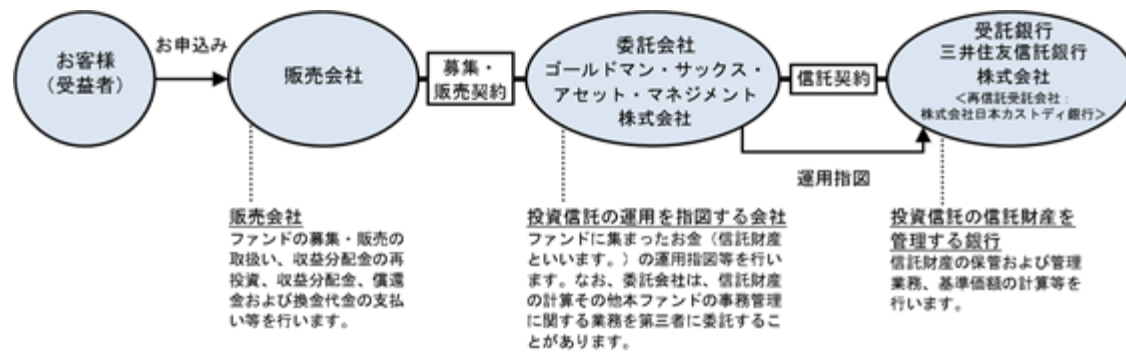 お客様
（受益者）
お申込み
販売会社
募集・
販売契約
委託会社
ゴールドマン・サックス・
アセット・マネジメント
株式会社
信託契約
受託銀行
三井住友信託銀行
株式会社
＜再信託受託会社：
株式会社日本カストディ銀行＞
運用指図
販売会社
ファンドの募集・販売の
取扱い、収益分配金の再
投資、収益分配金、償還
金および換金代金の支払
い等を行います。
投資信託の運用を指図する会社
ファンドに集まったお金（信託財産
といいます。）の運用指図等を行い
ます。なお、委託会社は、信託財産
の計算その他本ファンドの事務管理
に関する業務を第三者に委託するこ
とがあります。
投資信託の信託財産を
管理する銀行
信託財産の保管および管理
業務、基準価額の計算等を
行います。